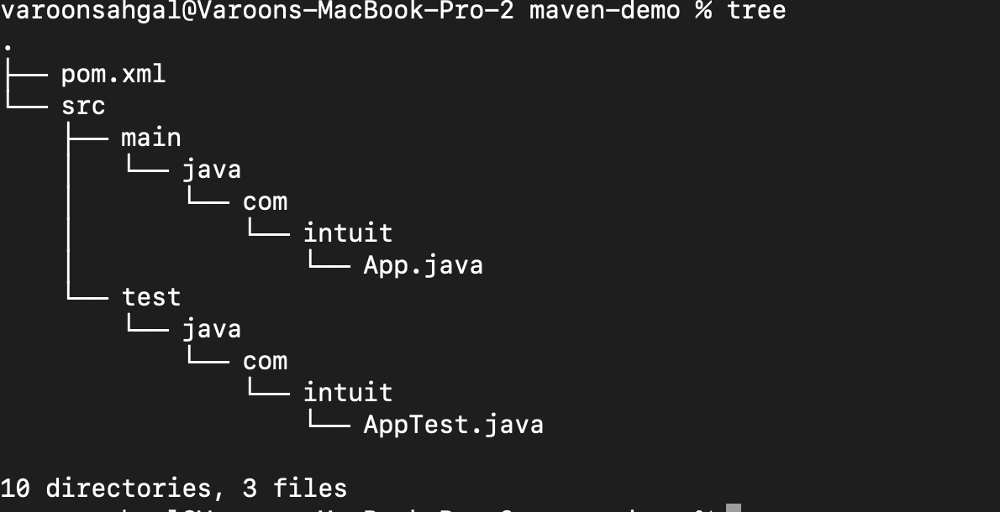 varoonsahgal@Varoons-MacBook-Pro-2 maven-demo % tree
.
├── pom.xml
└── src
    ├── main
    │   └── java
    │       └── com
    │           └── intuit
    │               └── App.java
    └── test
        └── java
            └── com
                └── intuit
                    └── AppTest.java

10 directories, 3 files